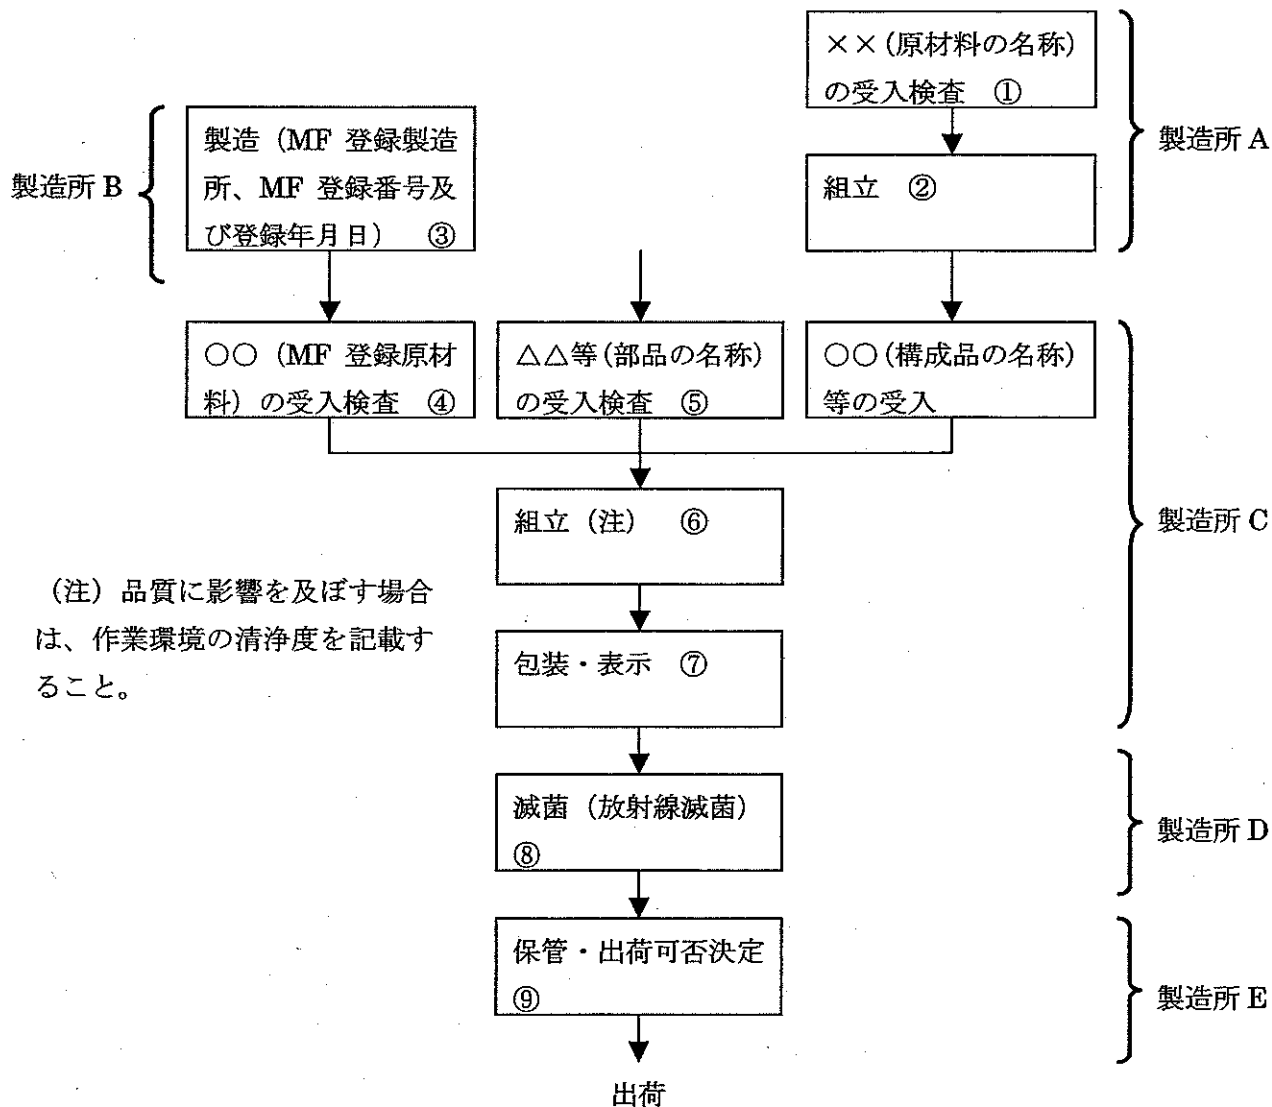 ××(原材料の名称)
の受入検査 ①
製造所 A
組立 ②
製造所 B
製造（MF 登録製造
所、MF 登録番号及
び登録年月日） ③
○○（MF 登録原材
料）の受入検査 ④
△△等(部品の名称)
の受入検査 ⑤
○○(構成品の名称)
等の受入
組立（注） ⑥
製造所 C
（注）品質に影響を及ぼす場合
は、作業環境の清浄度を記載す
ること。
包装・表示 ⑦
滅菌（放射線滅菌）
⑧
製造所 D
保管・出荷可否決定
⑨
製造所 E
出荷